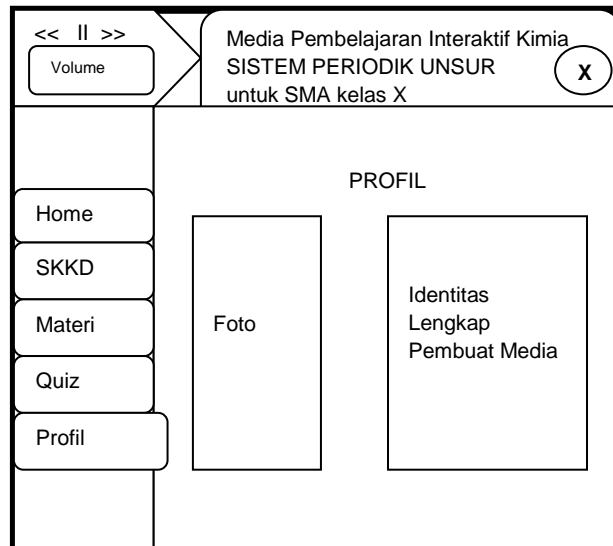 << II >>
Volume
Media Pembelajaran Interaktif Kimia
SISTEM PERIODIK UNSUR
untuk SMA kelas X
X
PROFIL
Home
SKKD
Materi
Quiz
Profil
Foto
Identitas
Lengkap
Pembuat Media